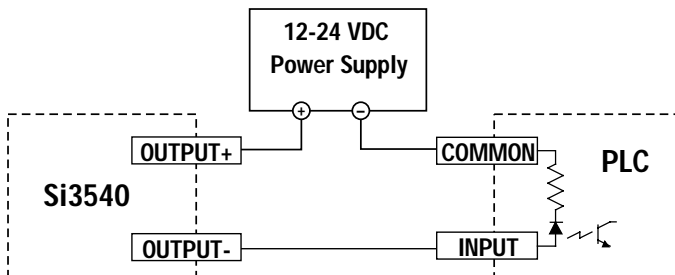 12-24 VDC
Power Supply
+ −
OUTPUT+
COMMON
Si3540
PLC
OUTPUT-
INPUT